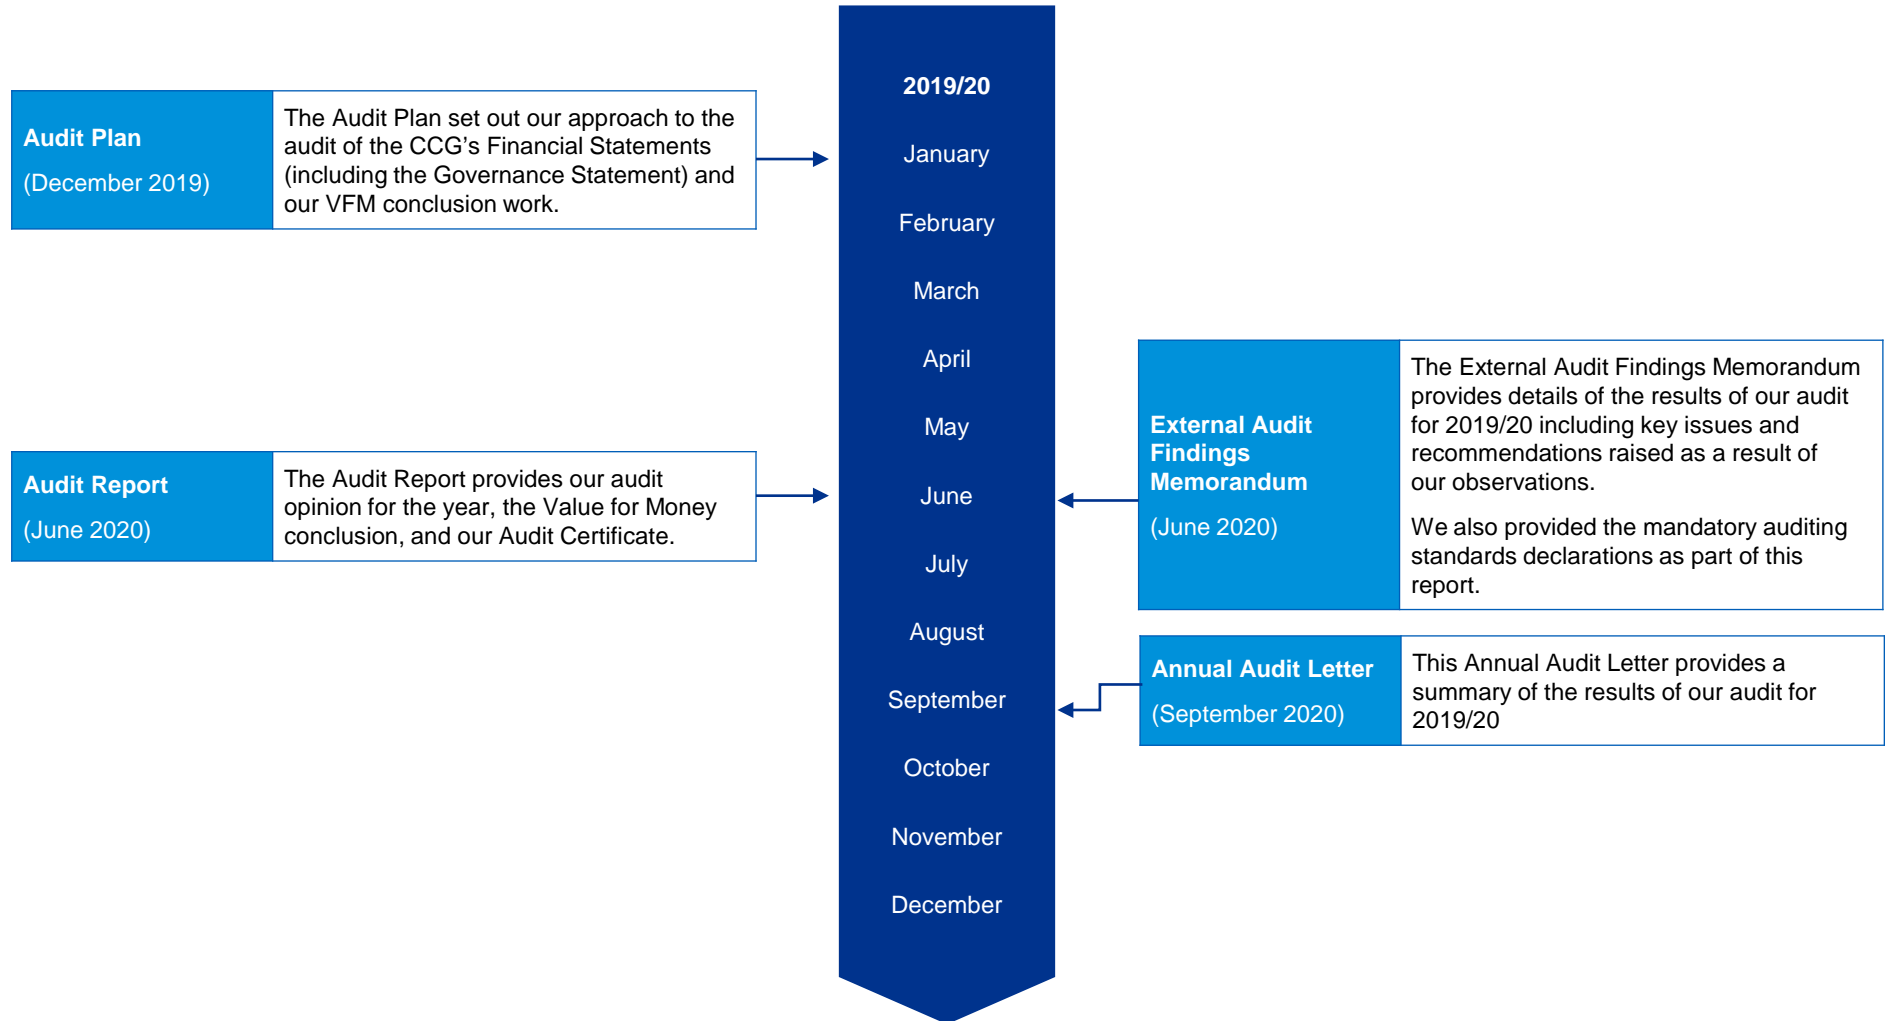 2019/20
January
February
March
April
May
June
July
August
September
October
November
December
Audit Plan
(December 2019)
The Audit Plan set out our approach to the
audit of the CCG's Financial Statements
(including the Governance Statement) and
our VFM conclusion work.
Audit Report
(June 2020)
The Audit Report provides our audit
opinion for the year, the Value for Money
conclusion, and our Audit Certificate.
External Audit
Findings
Memorandum
(June 2020)
The External Audit Findings Memorandum
provides details of the results of our audit
for 2019/20 including key issues and
recommendations raised as a result of
our observations.
We also provided the mandatory auditing
standards declarations as part of this
report.
Annual Audit Letter
(September 2020)
This Annual Audit Letter provides a
summary of the results of our audit for
2019/20